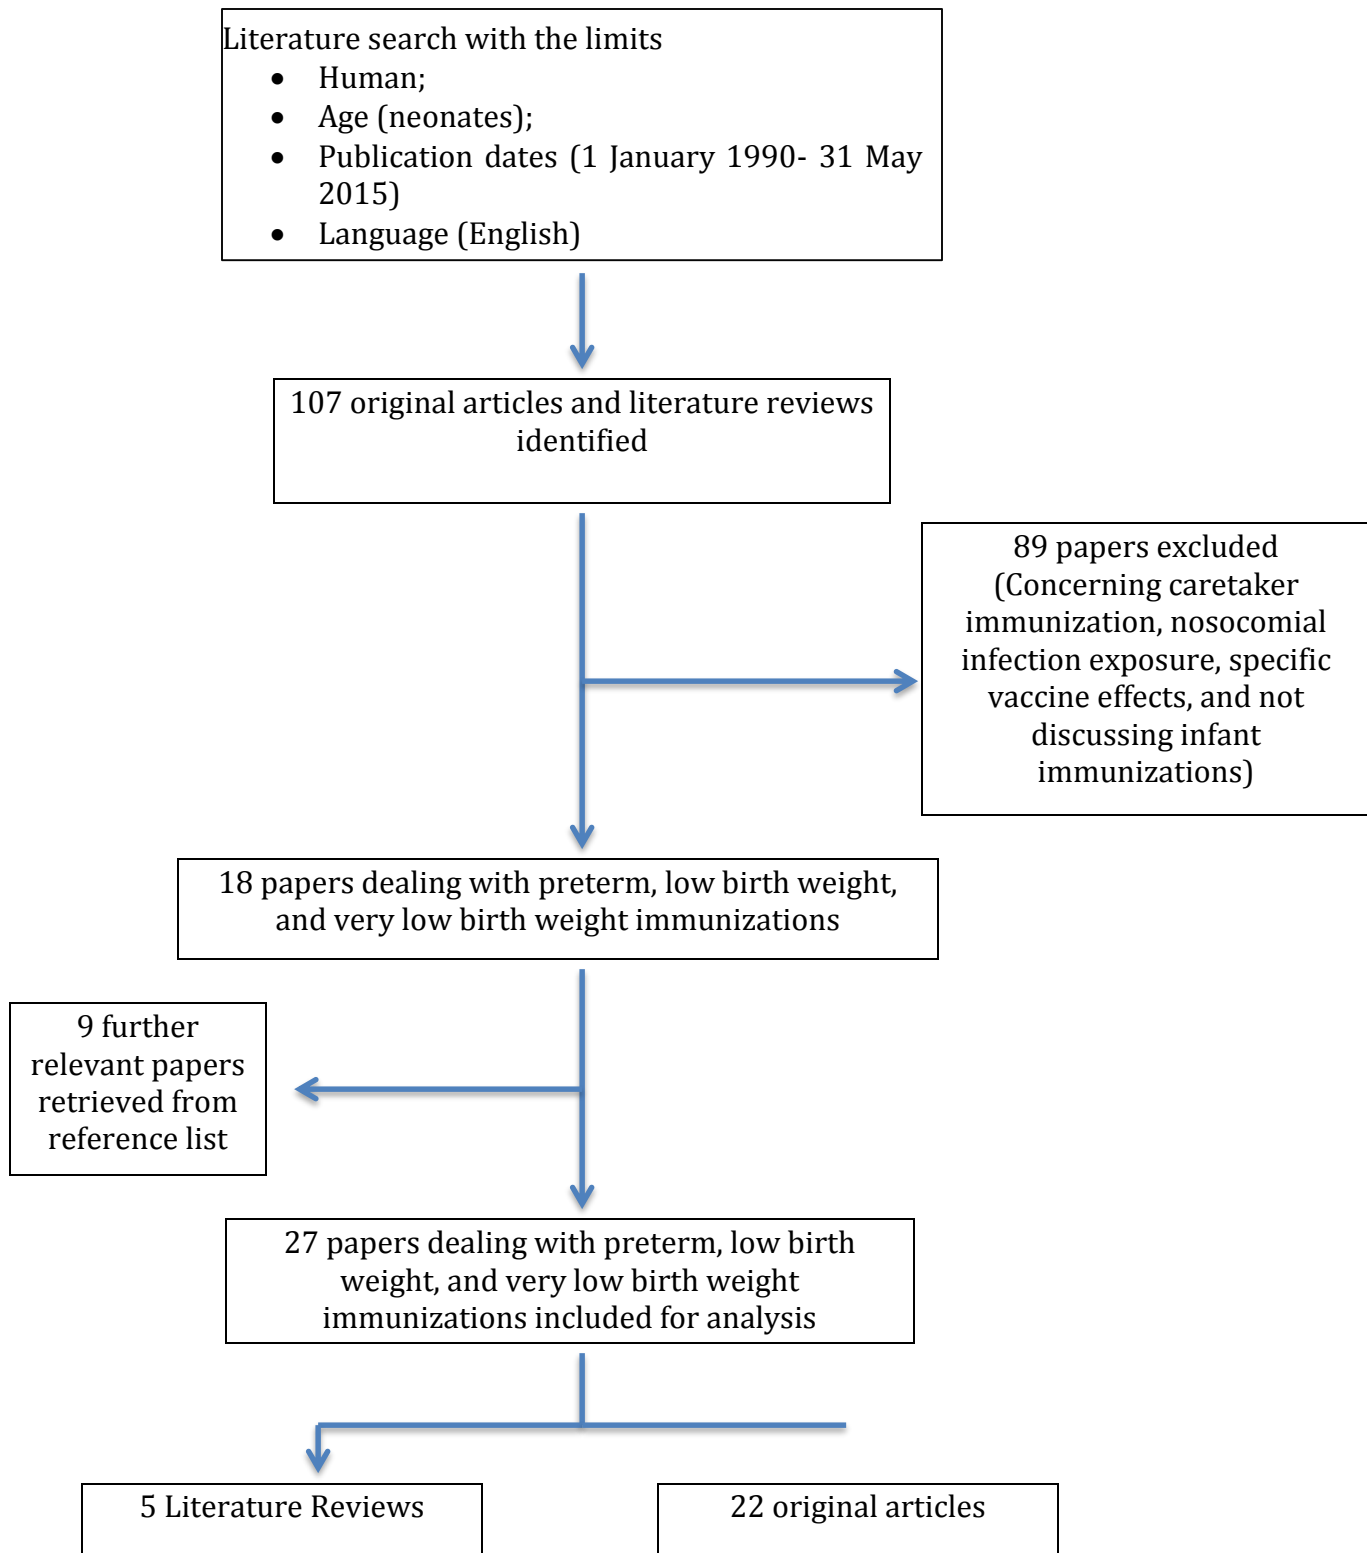 Literature search with the limits
• Human;
• Age (neonates);
• Publication dates (1 January 1990- 31 May
2015)
• Language (English)
107 original articles and literature reviews
identified
89 papers excluded
(Concerning caretaker
immunization, nosocomial
infection exposure, specific
vaccine effects, and not
discussing infant
immunizations)
18 papers dealing with preterm, low birth weight,
and very low birth weight immunizations
9 further
relevant papers
retrieved from
reference list
27 papers dealing with preterm, low birth
weight, and very low birth weight
immunizations included for analysis
5 Literature Reviews
22 original articles